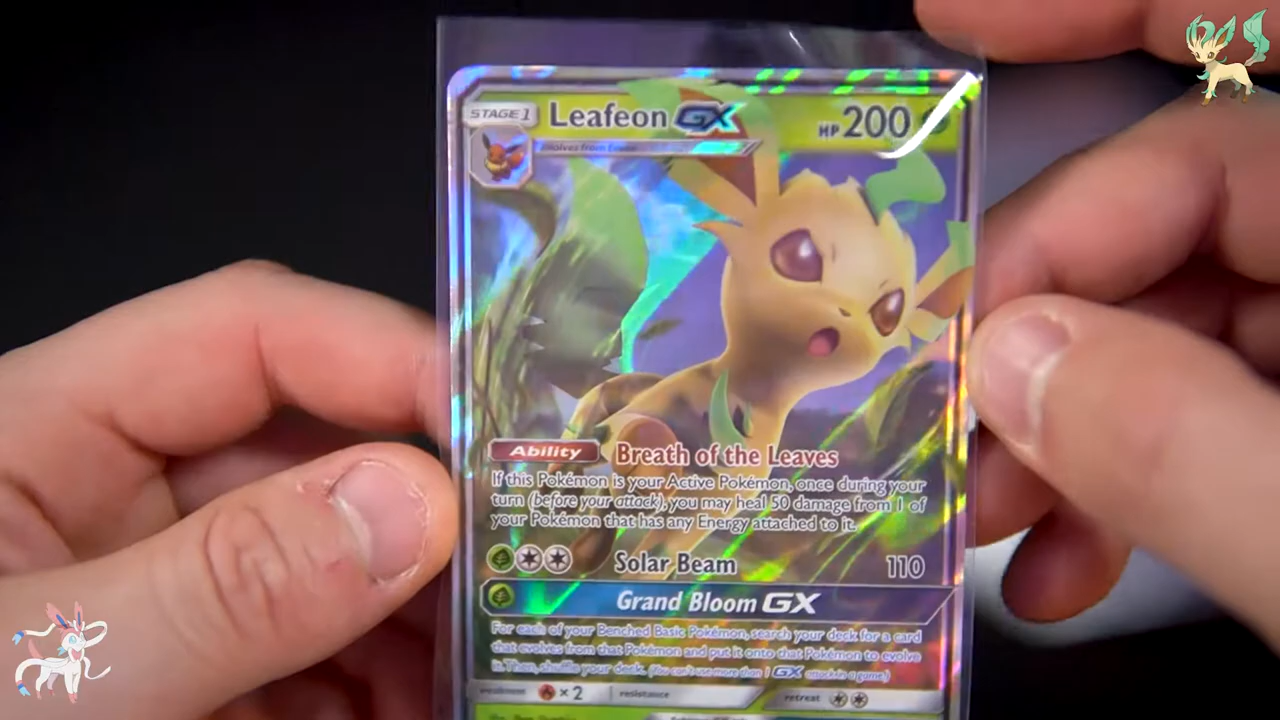 STAGE 1 Leafeon GX HP 200
Evolves from Eevee
Ability Breath of the Leaves
If this Pokémon is your Active Pokémon, once during your
turn (before your attack), you may heal 50 damage from 1 of
your Pokémon that has any Energy attached to it.
Solar Beam 110
Grand Bloom GX
For each of your Benched Basic Pokémon, search your deck for a card
that evolves from that Pokémon and put it onto that Pokémon to evolve
it. Then, shuffle your deck. (You can't use more than 1 GX attack in a game.)
weakness ×2 resistance retreat